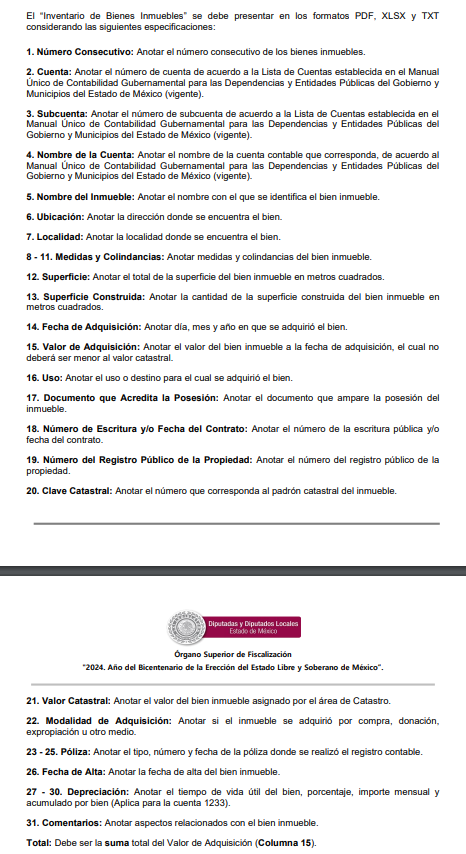 El “Inventario de Bienes Inmuebles” se debe presentar en los formatos PDF, XLSX y TXT
considerando las siguientes especificaciones:
1. Número Consecutivo: Anotar el número consecutivo de los bienes inmuebles.
2. Cuenta: Anotar el número de cuenta de acuerdo a la Lista de Cuentas establecida en el Manual
Único de Contabilidad Gubernamental para las Dependencias y Entidades Públicas del Gobierno y
Municipios del Estado de México (vigente).
3. Subcuenta: Anotar el número de subcuenta de acuerdo a la Lista de Cuentas establecida en el
Manual Único de Contabilidad Gubernamental para las Dependencias y Entidades Públicas del
Gobierno y Municipios del Estado de México (vigente).
4. Nombre de la Cuenta: Anotar el nombre de la cuenta contable que corresponda, de acuerdo al
Manual Único de Contabilidad Gubernamental para las Dependencias y Entidades Públicas del
Gobierno y Municipios del Estado de México (vigente).
5. Nombre del Inmueble: Anotar el nombre con el que se identifica el bien inmueble.
6. Ubicación: Anotar la dirección donde se encuentra el bien.
7. Localidad: Anotar la localidad donde se encuentra el bien.
8 - 11. Medidas y Colindancias: Anotar medidas y colindancias del bien inmueble.
12. Superficie: Anotar el total de la superficie del bien inmueble en metros cuadrados.
13. Superficie Construida: Anotar la cantidad de la superficie construida del bien inmueble en
metros cuadrados.
14. Fecha de Adquisición: Anotar día, mes y año en que se adquirió el bien.
15. Valor de Adquisición: Anotar el valor del bien inmueble a la fecha de adquisición, el cual no
deberá ser menor al valor catastral.
16. Uso: Anotar el uso o destino para el cual se adquirió el bien.
17. Documento que Acredita la Posesión: Anotar el documento que ampare la posesión del
inmueble.
18. Número de Escritura y/o Fecha del Contrato: Anotar el número de la escritura pública y/o
fecha del contrato.
19. Número del Registro Público de la Propiedad: Anotar el número del registro público de la
propiedad.
20. Clave Catastral: Anotar el número que corresponda al padrón catastral del inmueble.
Diputadas y Diputados Locales
Estado de México
Órgano Superior de Fiscalización
“2024. Año del Bicentenario de la Erección del Estado Libre y Soberano de México”.
21. Valor Catastral: Anotar el valor del bien inmueble asignado por el área de Catastro.
22. Modalidad de Adquisición: Anotar si el inmueble se adquirió por compra, donación,
expropiación u otro medio.
23 - 25. Póliza: Anotar el tipo, número y fecha de la póliza donde se realizó el registro contable.
26. Fecha de Alta: Anotar la fecha de alta del bien inmueble.
27 - 30. Depreciación: Anotar el tiempo de vida útil del bien, porcentaje, importe mensual y
acumulado por bien (Aplica para la cuenta 1233).
31. Comentarios: Anotar aspectos relacionados con el bien inmueble.
Total: Debe ser la suma total del Valor de Adquisición (Columna 15).